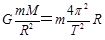 G mM/R² = m 4π²/T² R